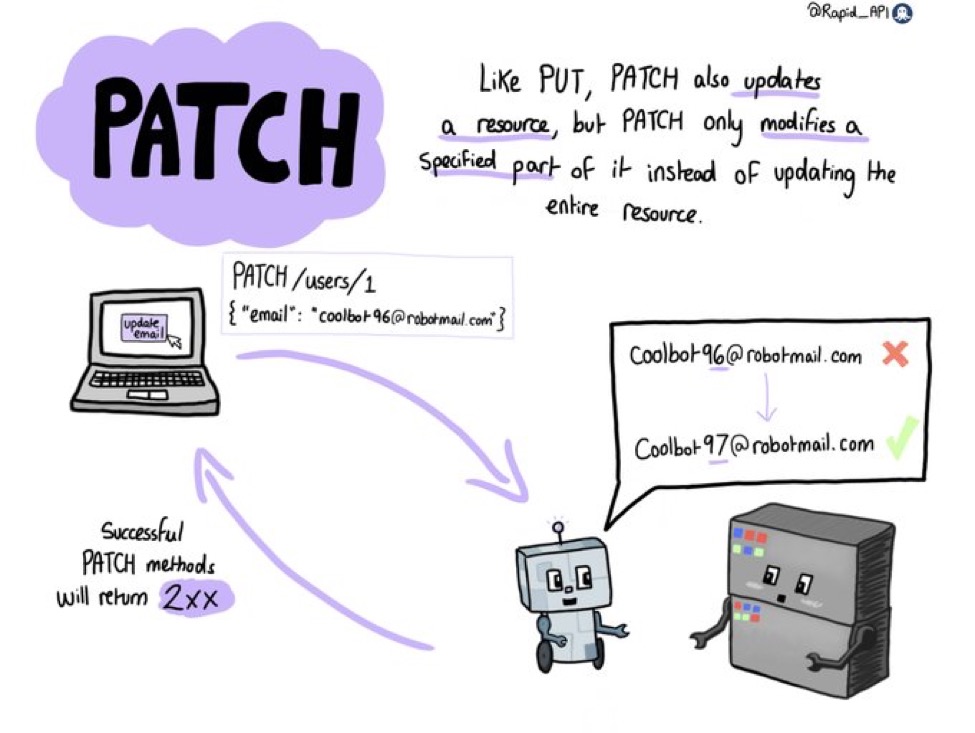 @Rapid_API
PATCH
Like PUT, PATCH also updates
a resource, but PATCH only modifies a
specified part of it instead of updating the
entire resource.
PATCH /users/1
{ "email": "coolbot96@robotmail.com" }
update
email
Coolbot96@robotmail.com
Coolbot97@robotmail.com
Successful
PATCH methods
will return 2xx